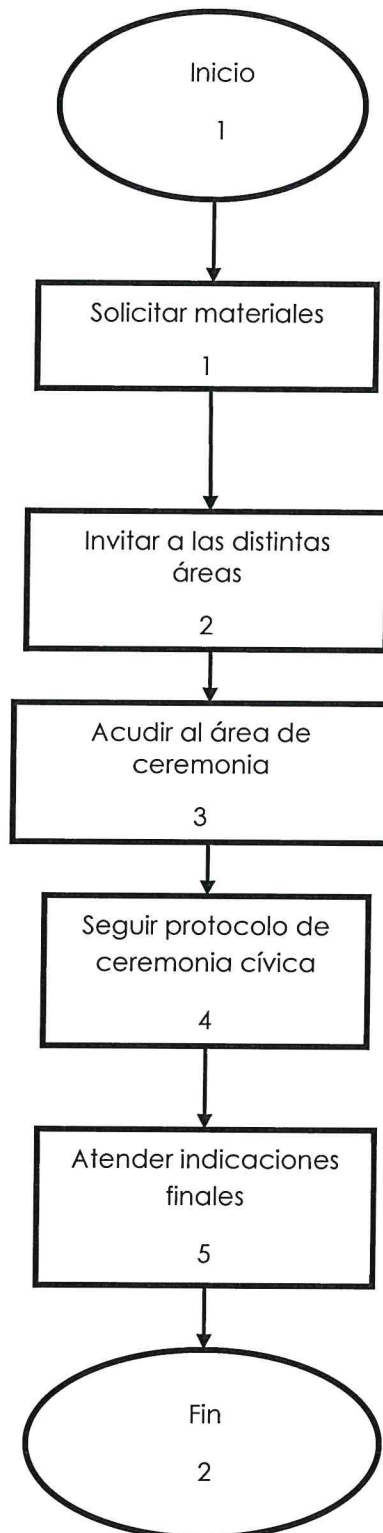 Inicio
1
Solicitar materiales
1
Invitar a las distintas
áreas
2
Acudir al área de
ceremonia
3
Seguir protocolo de
ceremonia cívica
4
Atender indicaciones
finales
5
Fin
2